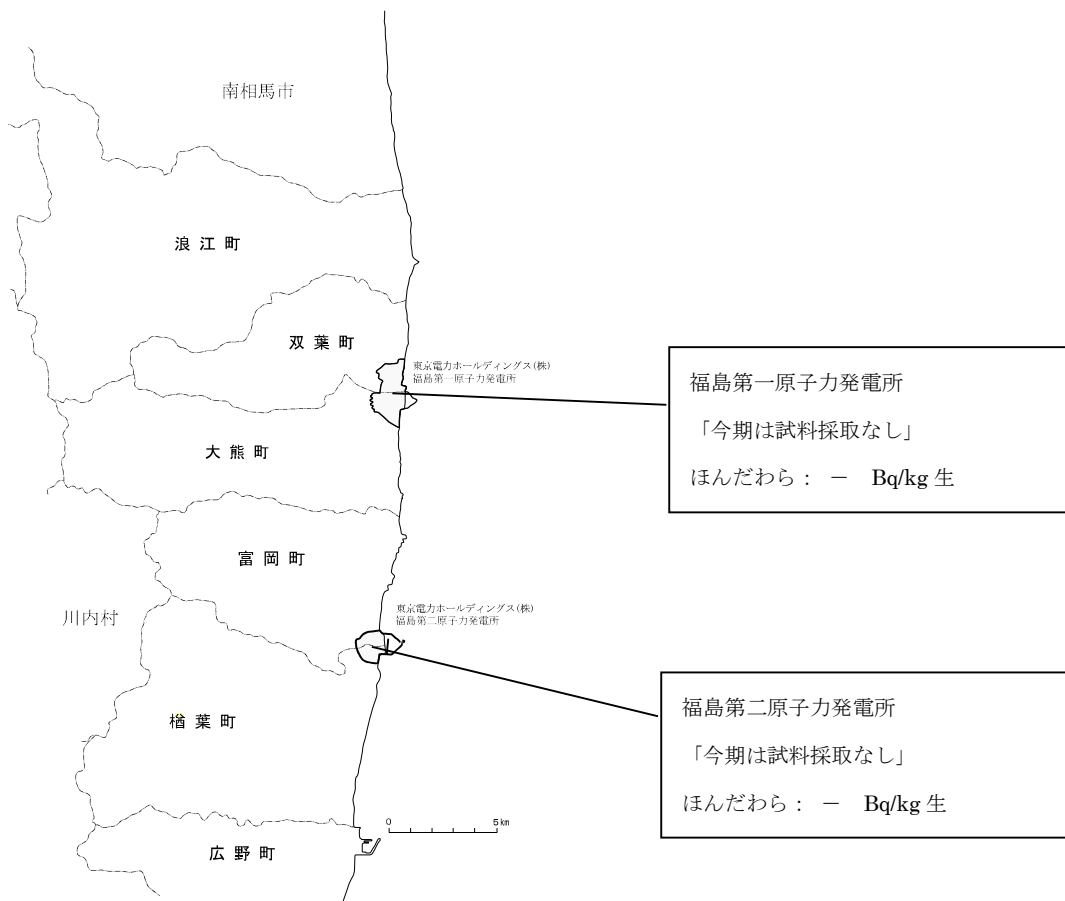 南相馬市
浪江町
双葉町
東京電力ホールディングス(株)
福島第一原子力発電所
福島第一原子力発電所
「今期は試料採取なし」
ほんだわら： － Bq/kg 生
大熊町
富岡町
川内村
東京電力ホールディングス(株)
福島第二原子力発電所
福島第二原子力発電所
「今期は試料採取なし」
ほんだわら： － Bq/kg 生
楢葉町
0 5km
広野町